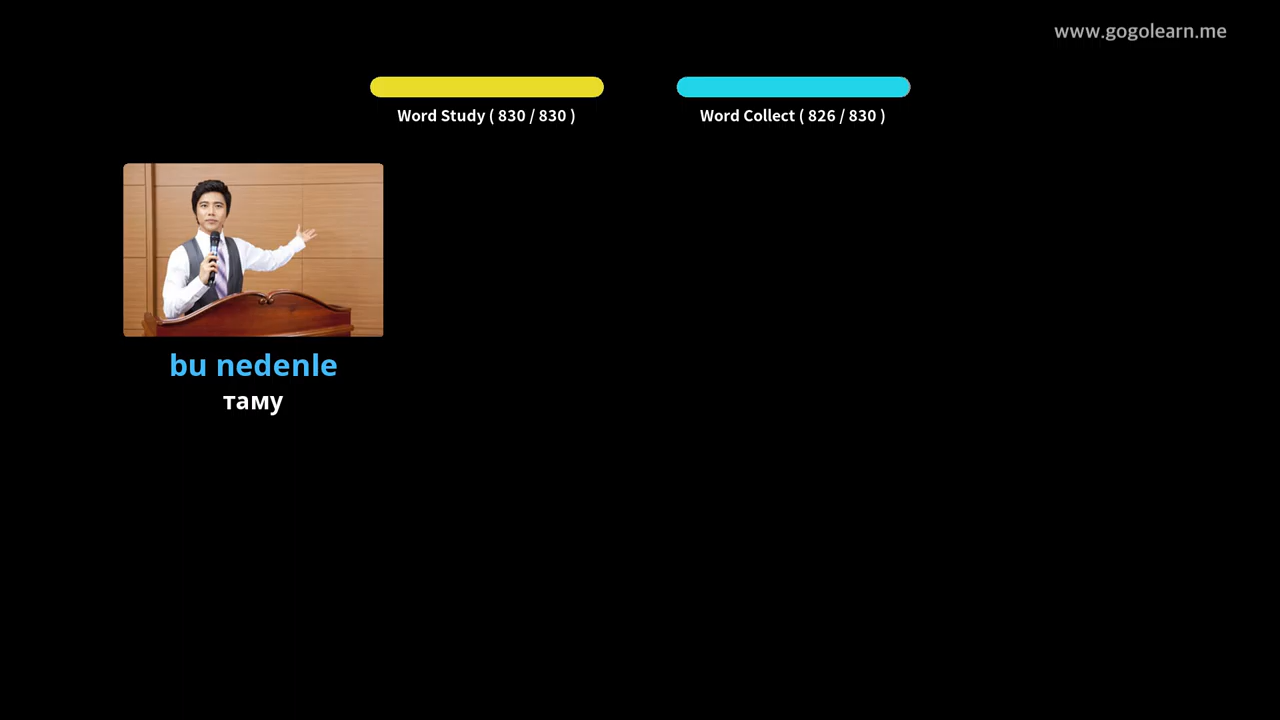 www.gogolearn.me
Word Study ( 830 / 830 )
Word Collect ( 826 / 830 )
bu nedenle
таму